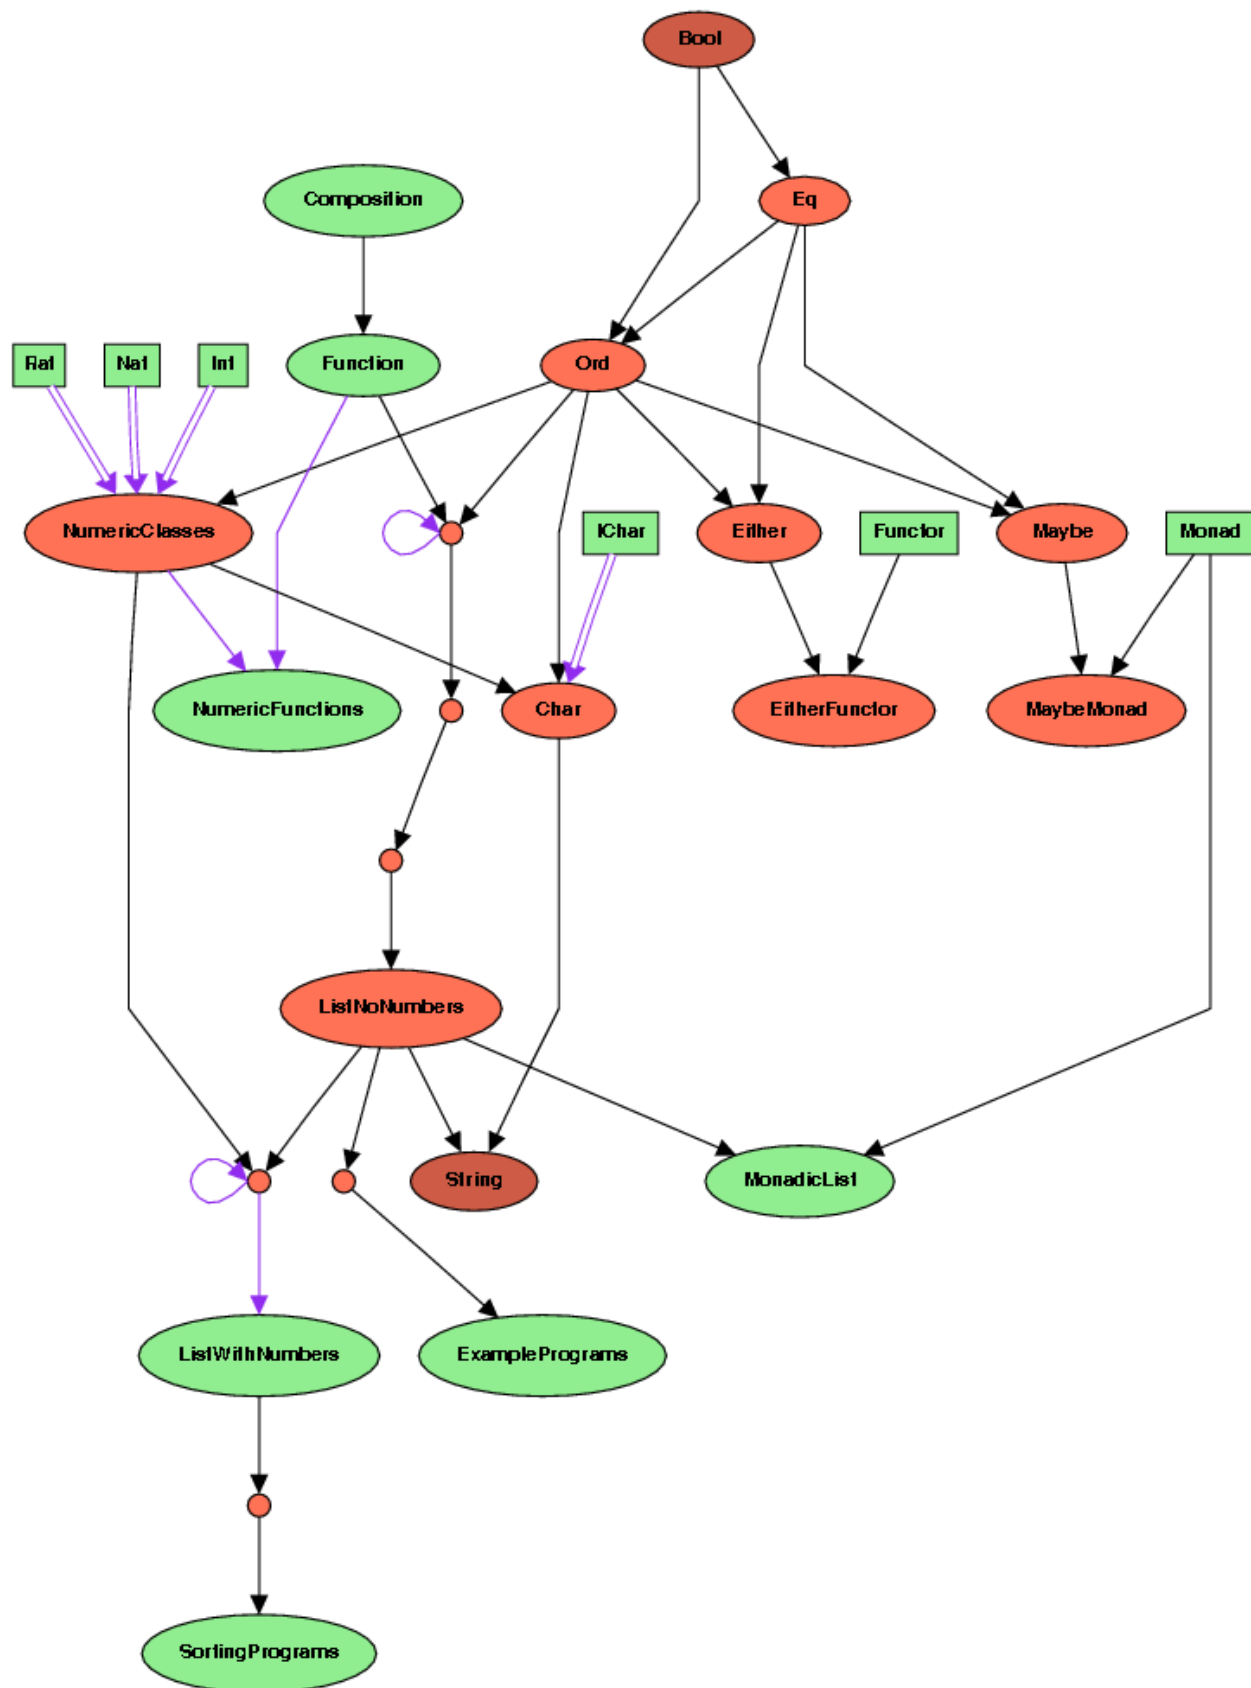 Bool
Composition
Eq
Rat
Nat
Int
Function
Ord
NumericClasses
IChar
Either
Functor
Maybe
Monad
NumericFunctions
Char
EitherFunctor
MaybeMonad
ListNoNumbers
String
MonadicList
ListWithNumbers
ExamplePrograms
SortingPrograms